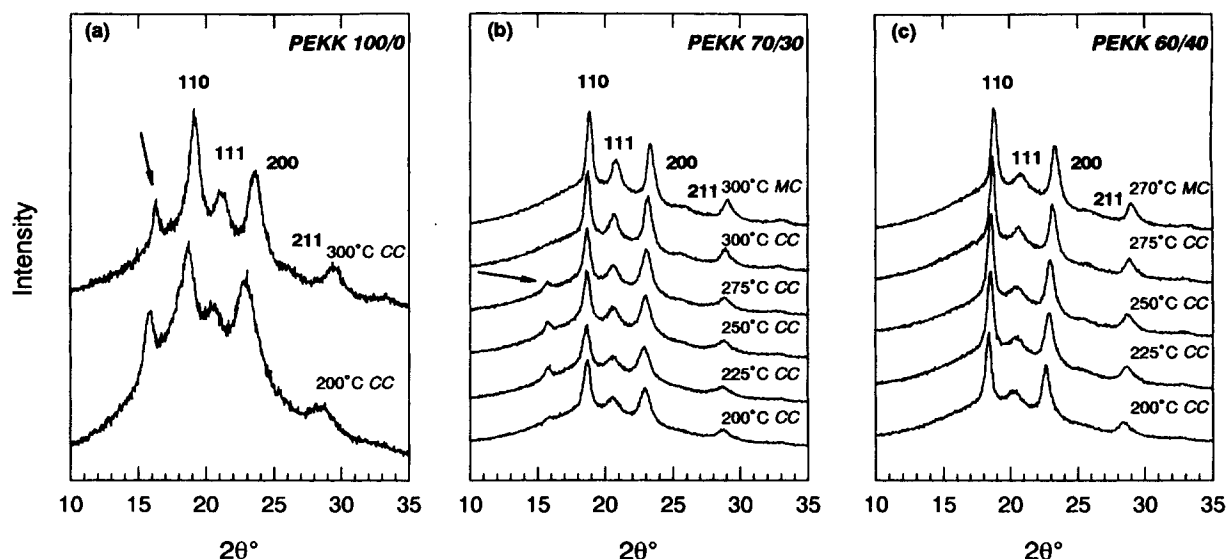 Intensity
(a)
PEKK 100/0
110
111
200
211
300°C CC
200°C CC
10 15 20 25 30 35
2θ°
(b)
PEKK 70/30
110
111
200
211
300°C MC
300°C CC
275°C CC
250°C CC
225°C CC
200°C CC
10 15 20 25 30 35
2θ°
(c)
PEKK 60/40
110
111
200
211
270°C MC
275°C CC
250°C CC
225°C CC
200°C CC
10 15 20 25 30 35
2θ°